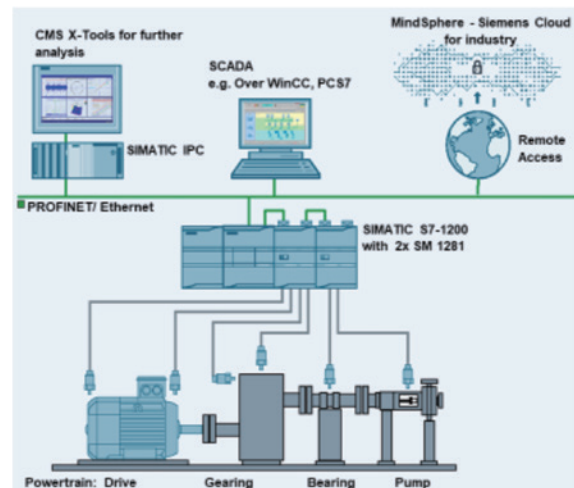 CMS X-Tools for further
analysis
SIMATIC IPC
SCADA
e.g. Over WinCC, PCS7
MindSphere - Siemens Cloud
for industry
Remote
Access
PROFINET/ Ethernet
SIMATIC S7-1200
with 2x SM 1281
Powertrain: Drive
Gearing
Bearing
Pump